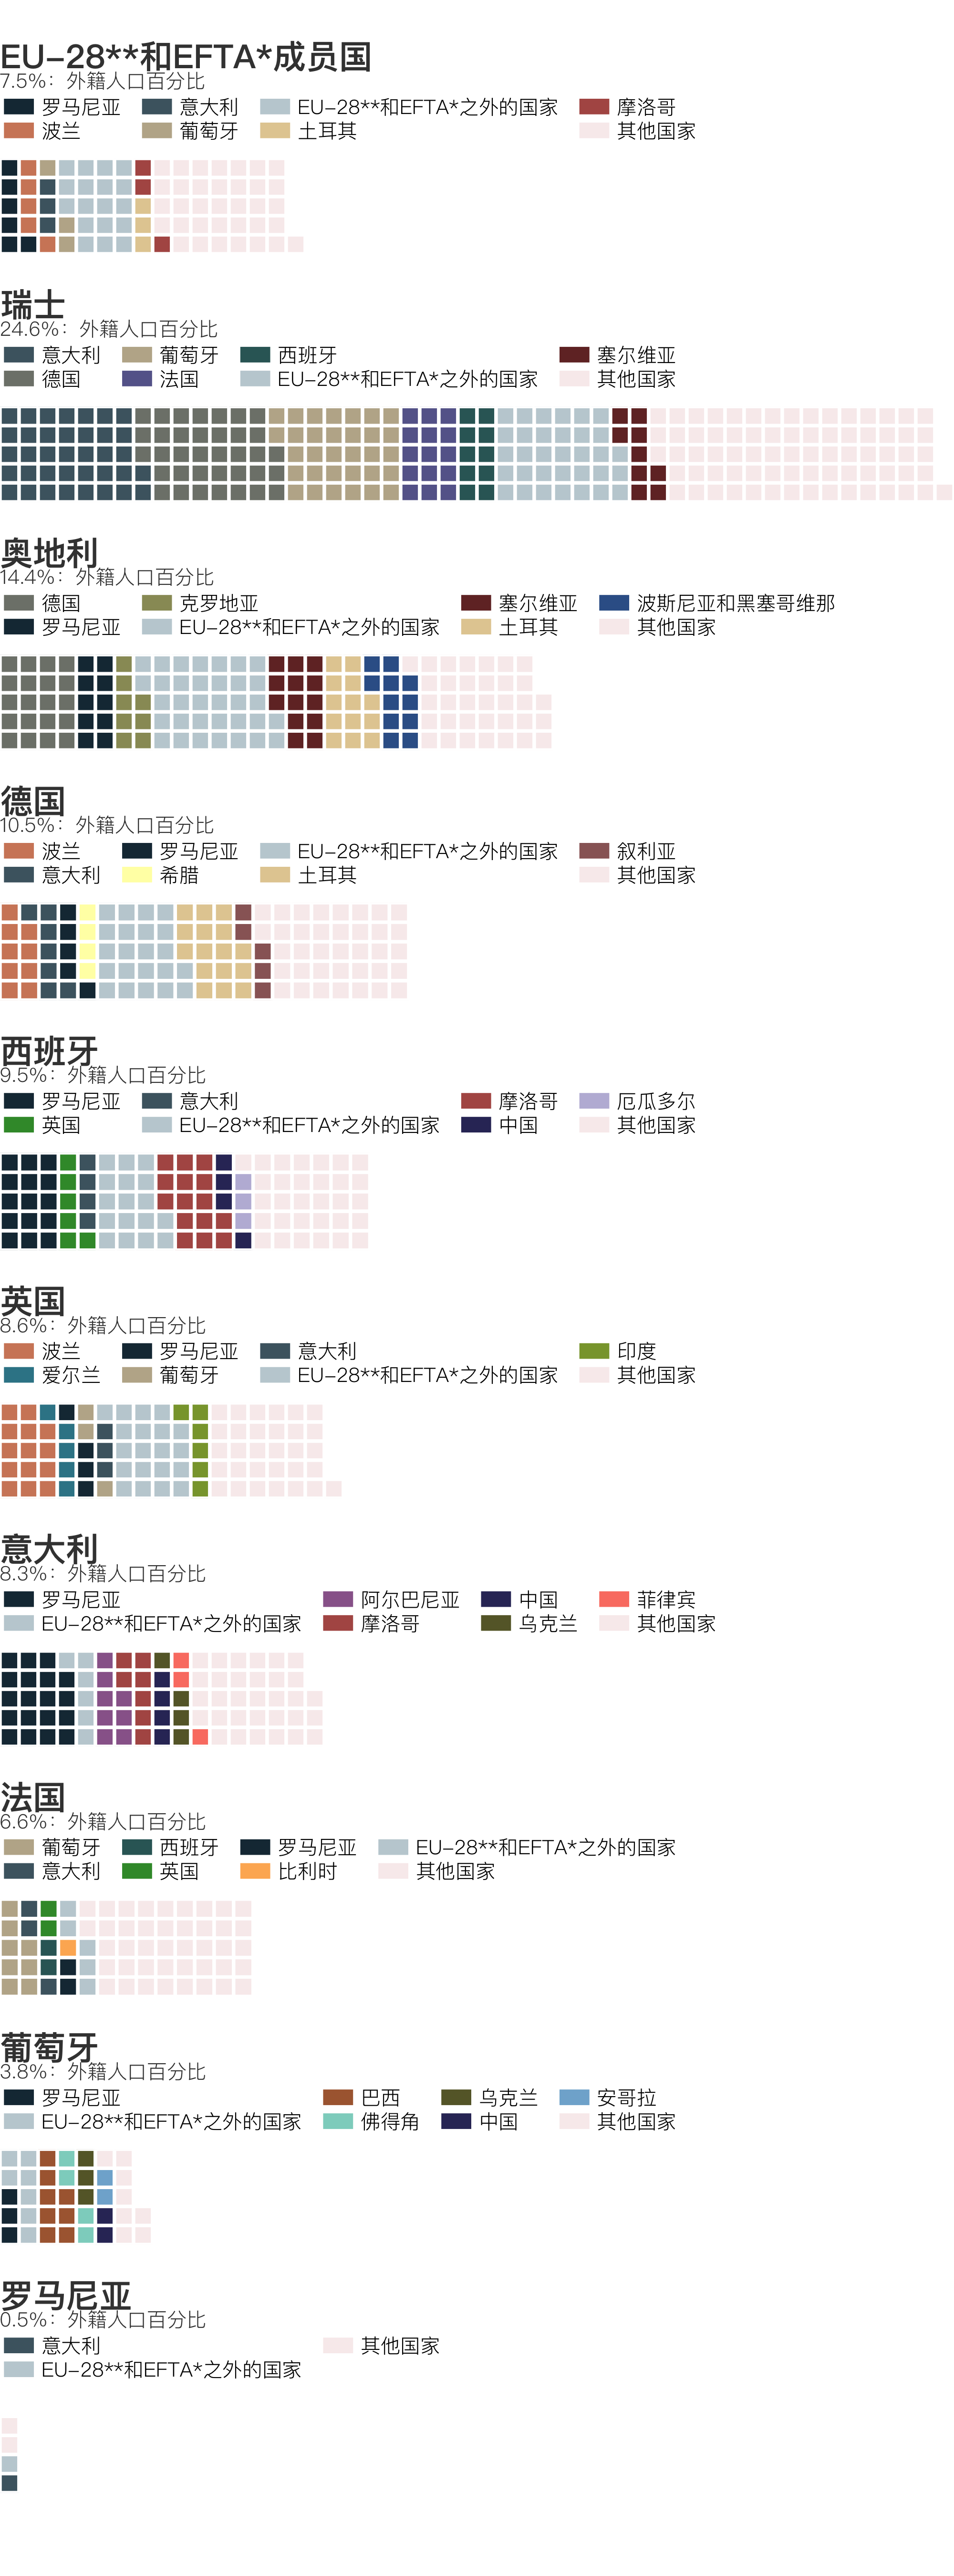 EU-28**和EFTA*成员国
7.5%：外籍人口百分比
罗马尼亚 意大利 EU-28**和EFTA*之外的国家 摩洛哥
波兰 葡萄牙 土耳其 其他国家
瑞士
24.6%：外籍人口百分比
意大利 葡萄牙 西班牙 塞尔维亚
德国 法国 EU-28**和EFTA*之外的国家 其他国家
奥地利
14.4%：外籍人口百分比
德国 克罗地亚 塞尔维亚 波斯尼亚和黑塞哥维那
罗马尼亚 EU-28**和EFTA*之外的国家 土耳其 其他国家
德国
10.5%：外籍人口百分比
波兰 罗马尼亚 EU-28**和EFTA*之外的国家 叙利亚
意大利 希腊 土耳其 其他国家
西班牙
9.5%：外籍人口百分比
罗马尼亚 意大利 摩洛哥 厄瓜多尔
英国 EU-28**和EFTA*之外的国家 中国 其他国家
英国
8.6%：外籍人口百分比
波兰 罗马尼亚 意大利 印度
爱尔兰 葡萄牙 EU-28**和EFTA*之外的国家 其他国家
意大利
8.3%：外籍人口百分比
罗马尼亚 阿尔巴尼亚 中国 菲律宾
EU-28**和EFTA*之外的国家 摩洛哥 乌克兰 其他国家
法国
6.6%：外籍人口百分比
葡萄牙 西班牙 罗马尼亚 EU-28**和EFTA*之外的国家
意大利 英国 比利时 其他国家
葡萄牙
3.8%：外籍人口百分比
罗马尼亚 巴西 乌克兰 安哥拉
EU-28**和EFTA*之外的国家 佛得角 中国 其他国家
罗马尼亚
0.5%：外籍人口百分比
意大利 其他国家
EU-28**和EFTA*之外的国家